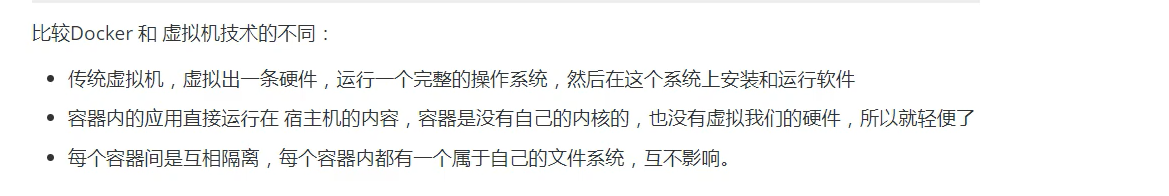 比较Docker 和 虚拟机技术的不同：
传统虚拟机，虚拟出一条硬件，运行一个完整的操作系统，然后在这个系统上安装和运行软件
容器内的应用直接运行在 宿主机的内容，容器是没有自己的内核的，也没有虚拟我们的硬件，所以就轻便了
每个容器间是互相隔离，每个容器内都有一个属于自己的文件系统，互不影响。